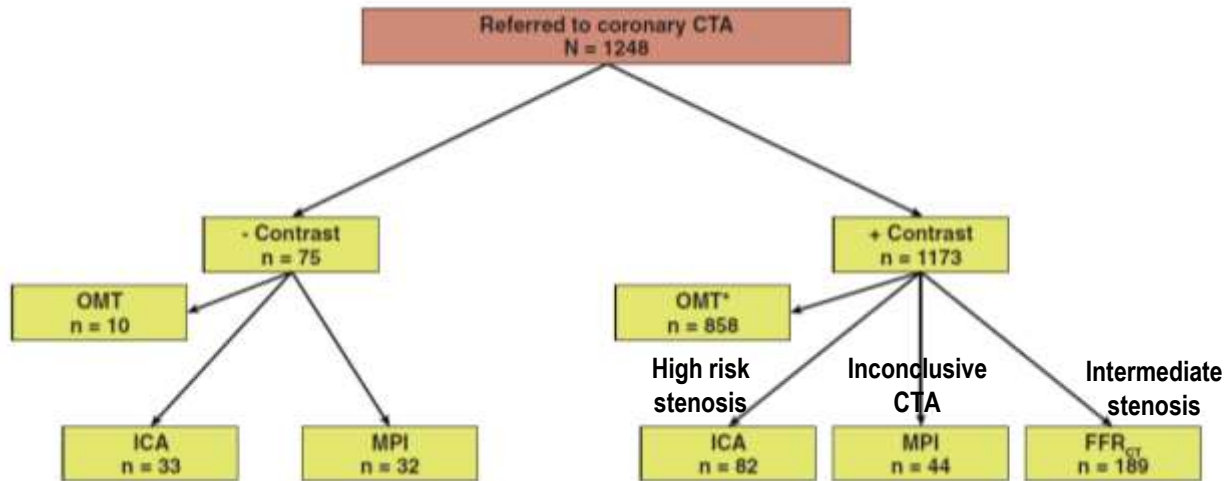 Referred to coronary CTA
N = 1248
- Contrast
n = 75
+ Contrast
n = 1173
OMT
n = 10
OMT*
n = 858
High risk
stenosis
Inconclusive
CTA
Intermediate
stenosis
ICA
n = 33
MPI
n = 32
ICA
n = 82
MPI
n = 44
FFRCT
n = 189